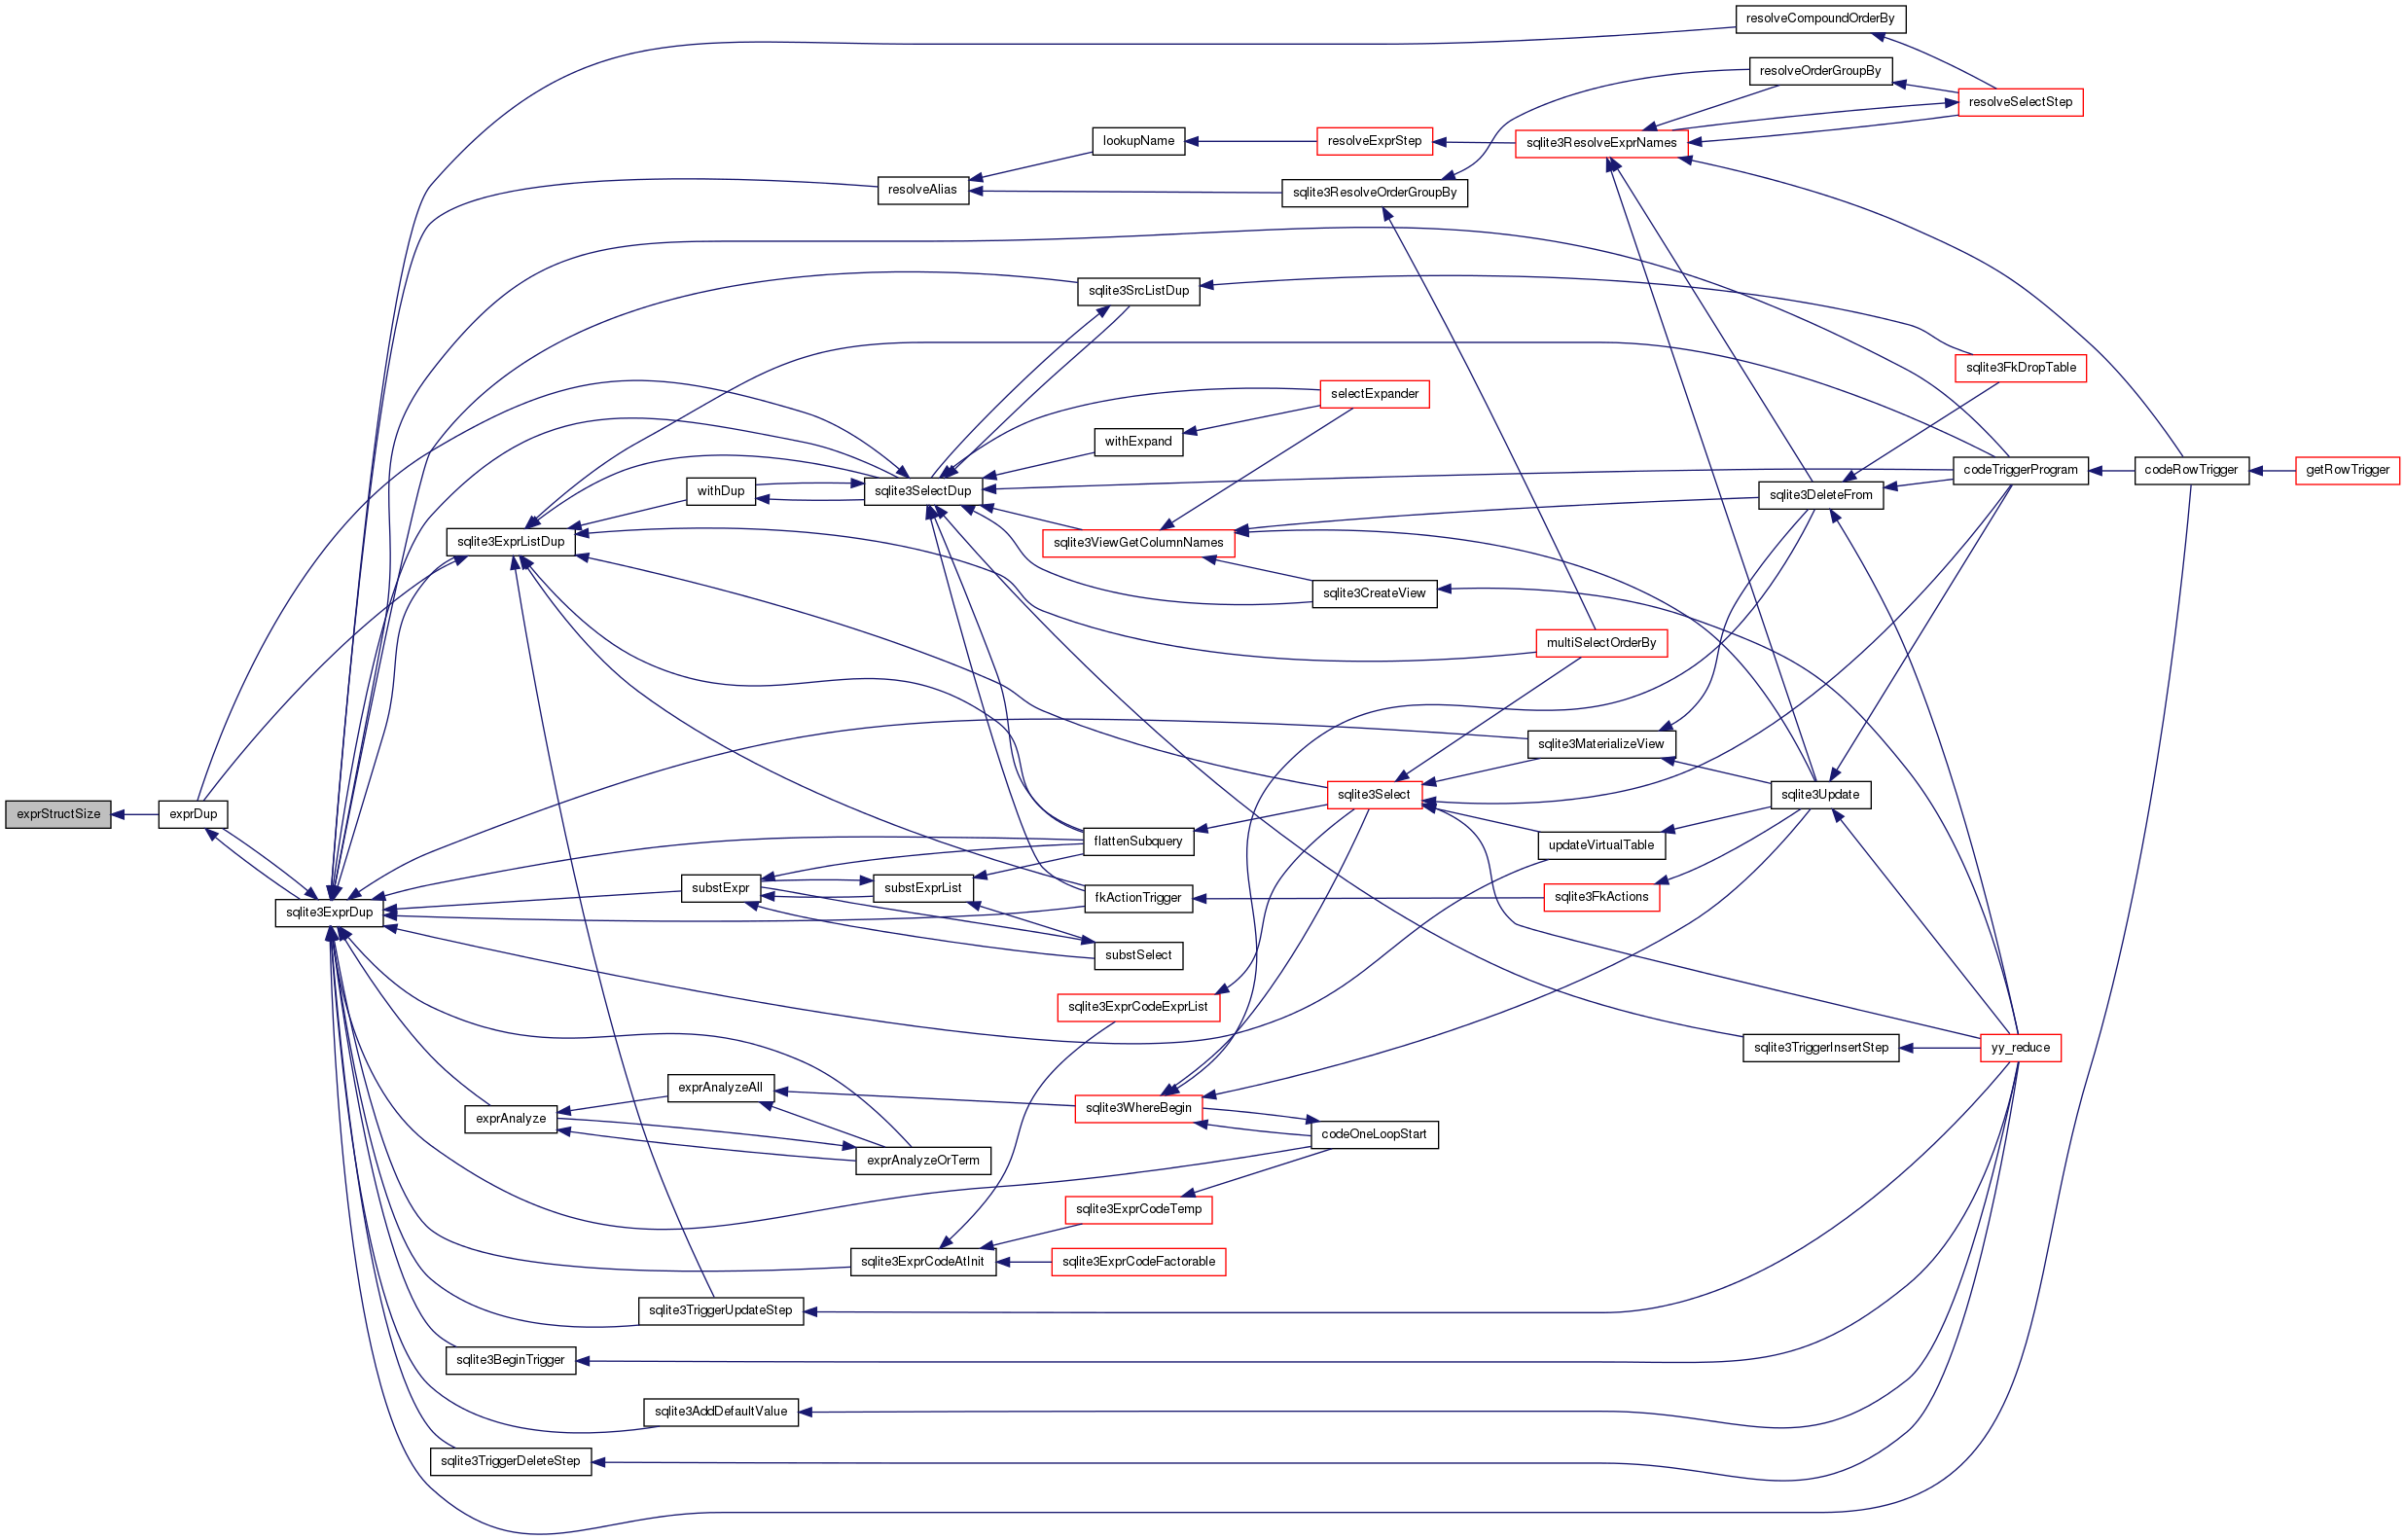 resolveCompoundOrderBy
resolveOrderGroupBy
resolveSelectStep
lookupName
resolveExprStep
sqlite3ResolveExprNames
resolveAlias
sqlite3ResolveOrderGroupBy
sqlite3SrcListDup
sqlite3FkDropTable
selectExpander
withExpand
codeTriggerProgram
codeRowTrigger
getRowTrigger
withDup
sqlite3SelectDup
sqlite3DeleteFrom
sqlite3ExprListDup
sqlite3ViewGetColumnNames
sqlite3CreateView
multiSelectOrderBy
sqlite3MaterializeView
sqlite3Select
sqlite3Update
exprStructSize
exprDup
flattenSubquery
updateVirtualTable
substExpr
substExprList
fkActionTrigger
sqlite3FkActions
sqlite3ExprDup
substSelect
sqlite3ExprCodeExprList
sqlite3TriggerInsertStep
yy_reduce
exprAnalyzeAll
sqlite3WhereBegin
exprAnalyze
codeOneLoopStart
exprAnalyzeOrTerm
sqlite3ExprCodeTemp
sqlite3ExprCodeAtInit
sqlite3ExprCodeFactorable
sqlite3TriggerUpdateStep
sqlite3BeginTrigger
sqlite3AddDefaultValue
sqlite3TriggerDeleteStep